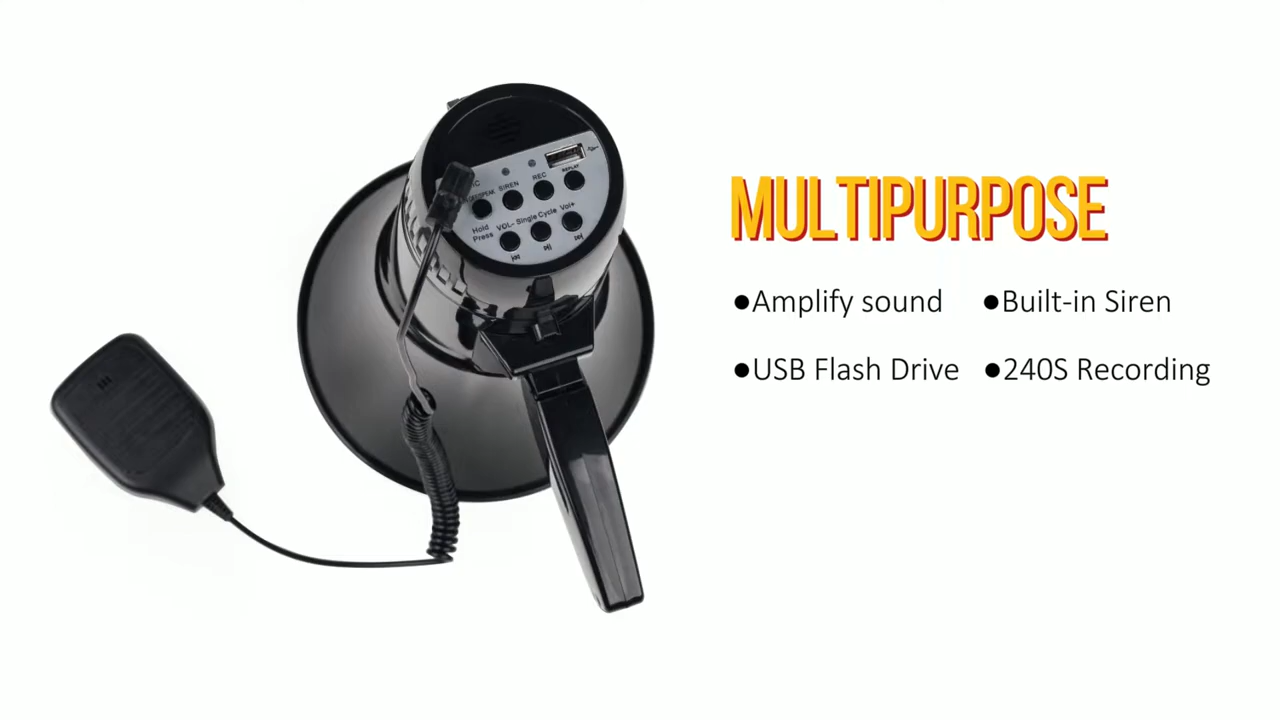 MULTIPURPOSE
●Amplify sound ●Built-in Siren
●USB Flash Drive ●240S Recording
SIREN REC REPLAY
Hold Press VOL- Single Cycle Vol+